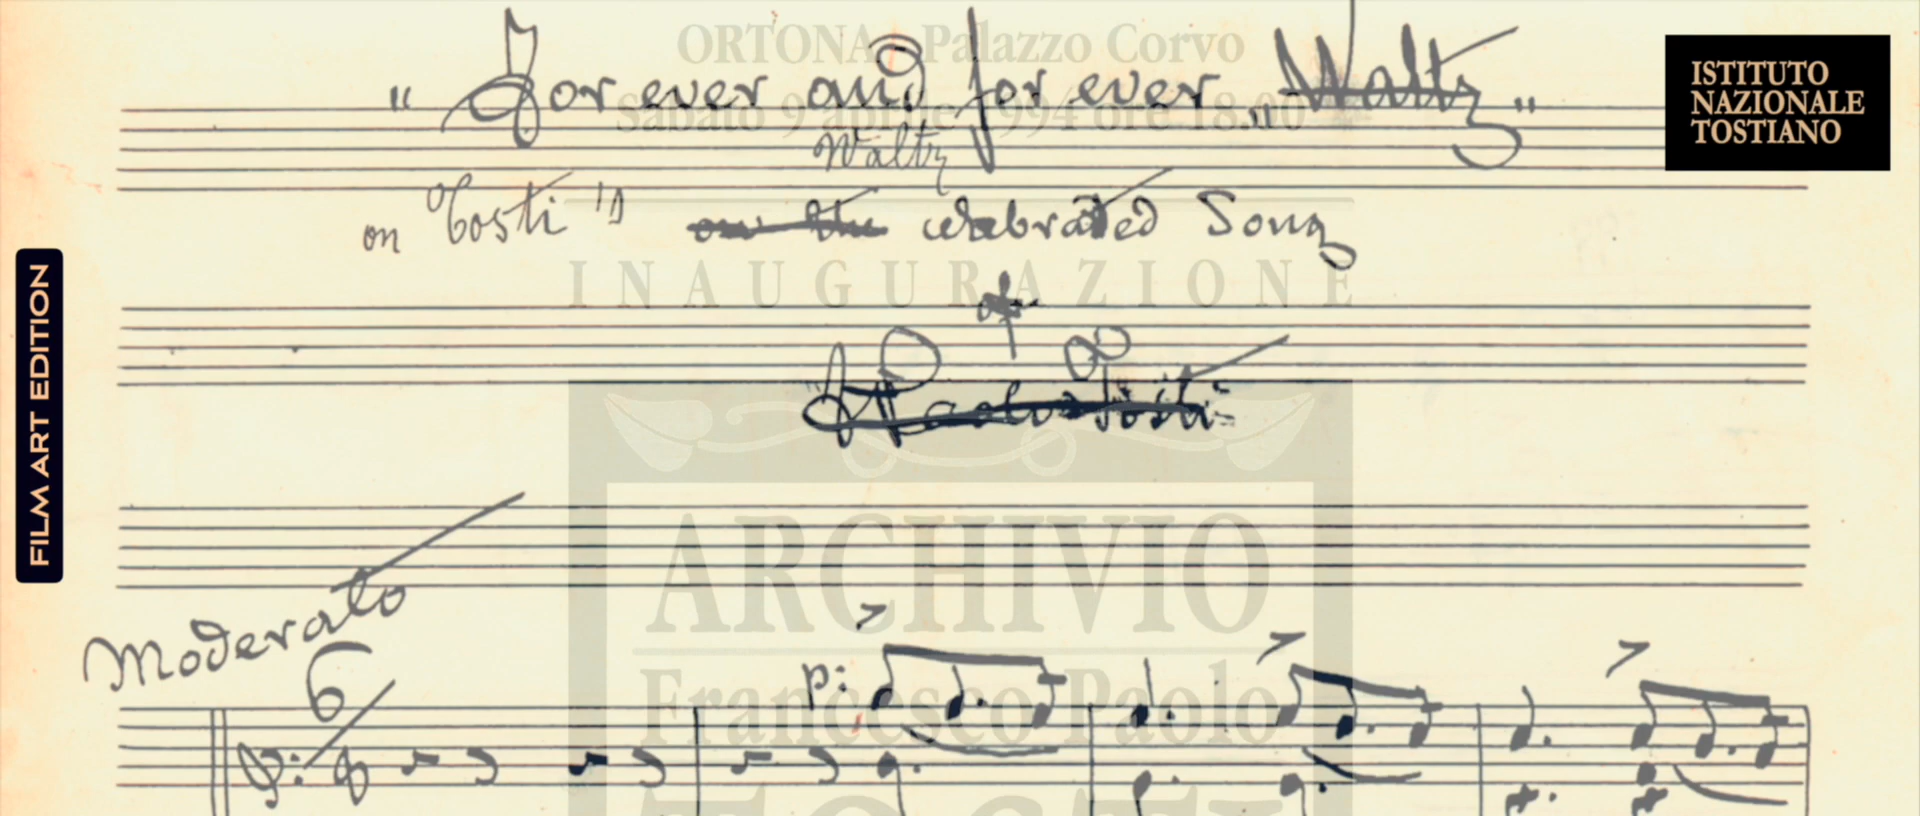 ORTONA - Palazzo Corvo
" For ever and for ever „ Waltz "
Sabato 9 aprile 1994 ore 18.00
Waltz
on Tosti's on the celebrated Song
INAUGURAZIONE
of
F Paolo Tosti
ARCHIVIO
Francesco Paolo
TOSTI
Moderato
6/8
p:
ISTITUTO
NAZIONALE
TOSTIANO
FILM ART EDITION